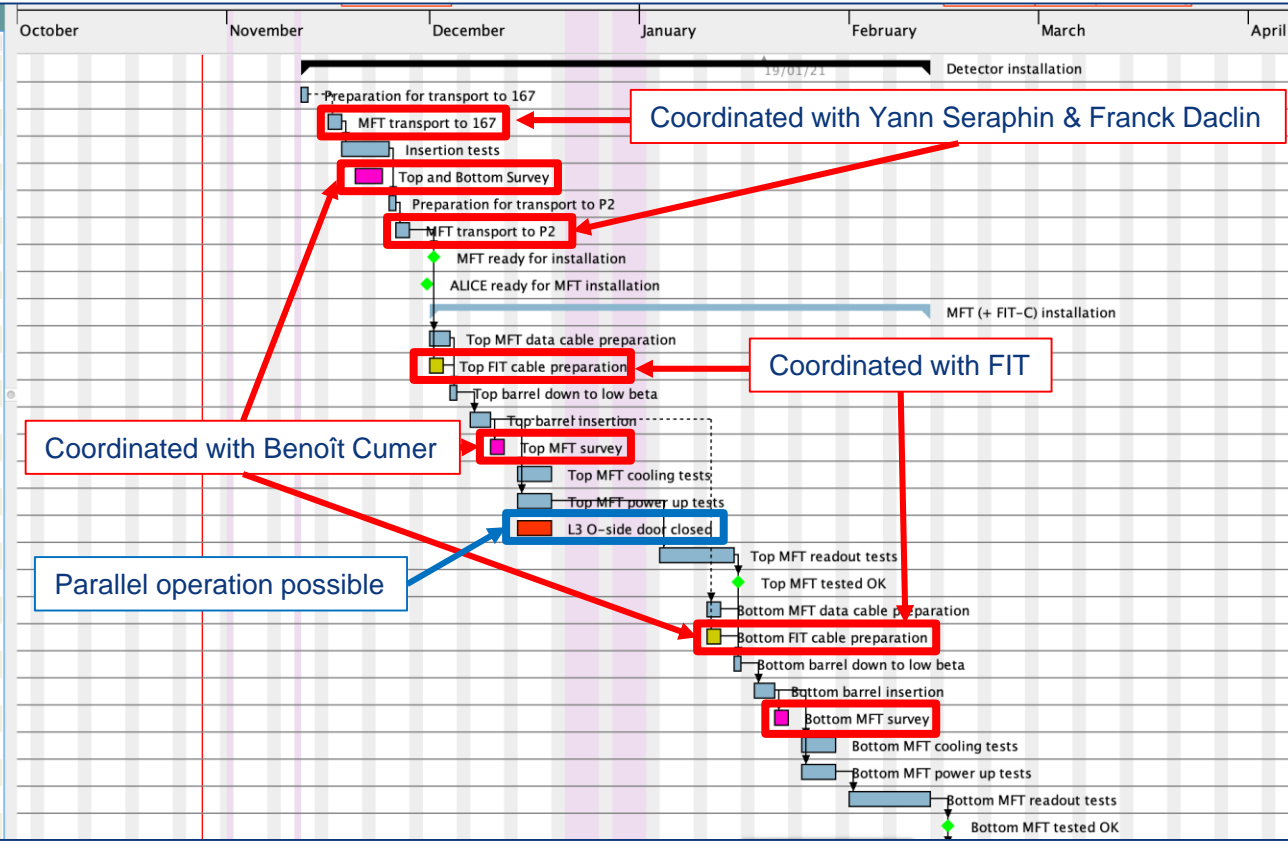 October November December January February March April
19/01/21
Detector installation
Preparation for transport to 167
Coordinated with Yann Seraphin & Franck Daclin
MFT transport to 167
Insertion tests
Top and Bottom Survey
Preparation for transport to P2
MFT transport to P2
MFT ready for installation
ALICE ready for MFT installation
MFT (+ FIT-C) installation
Top MFT data cable preparation
Coordinated with FIT
Top FIT cable preparation
Top barrel down to low beta
Top barrel insertion
Coordinated with Benoît Cumer
Top MFT survey
Top MFT cooling tests
Top MFT power up tests
L3 O-side door closed
Top MFT readout tests
Parallel operation possible
Top MFT tested OK
Bottom MFT data cable preparation
Bottom FIT cable preparation
Bottom barrel down to low beta
Bottom barrel insertion
Bottom MFT survey
Bottom MFT cooling tests
Bottom MFT power up tests
Bottom MFT readout tests
Bottom MFT tested OK